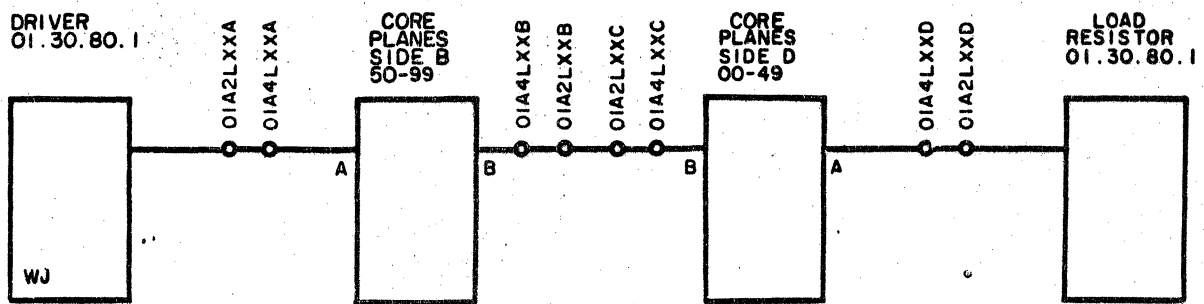 DRIVER
01.30.80.1
01A2LXXA
01A4LXXA
CORE
PLANES
SIDE B
50-99
01A4LXXB
01A2LXXB
01A2LXXC
01A4LXXC
CORE
PLANES
SIDE D
00-49
01A4LXXD
01A2LXXD
LOAD
RESISTOR
01.30.80.1
A
B
B
A
WJ